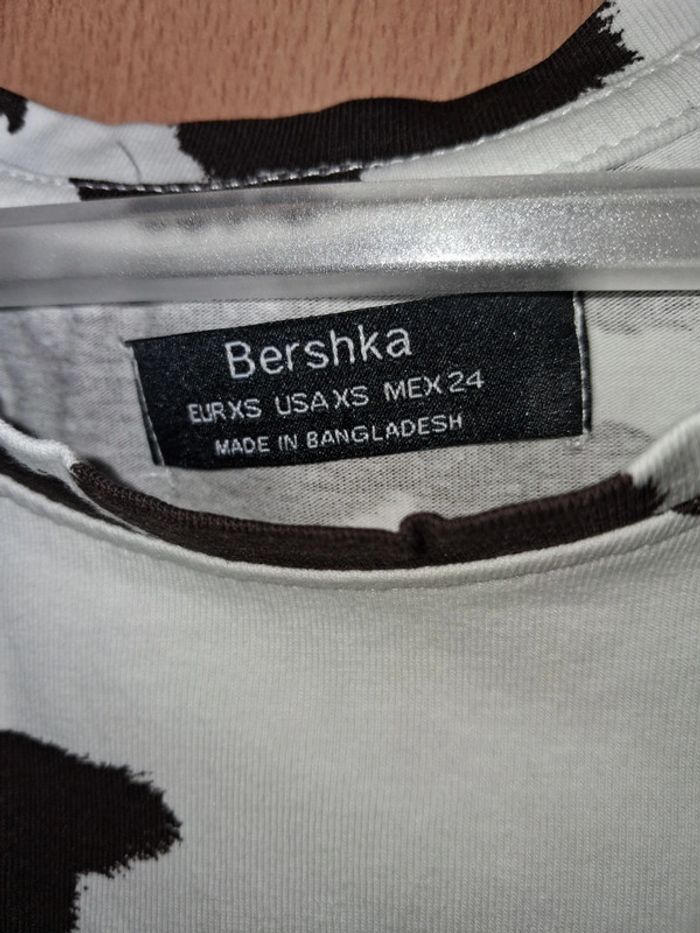 Bershka
EUR XS USA XS MEX 24
MADE IN BANGLADESH